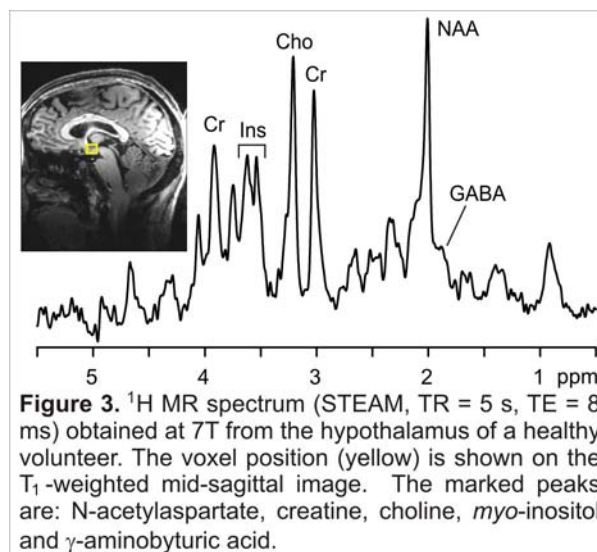 NAA
Cho
Cr
Cr
Ins
GABA
5 4 3 2 1 ppm
Figure 3. ¹H MR spectrum (STEAM, TR = 5 s, TE = 8
ms) obtained at 7T from the hypothalamus of a healthy
volunteer. The voxel position (yellow) is shown on the
T₁-weighted mid-sagittal image. The marked peaks
are: N-acetylaspartate, creatine, choline, myo-inositol
and γ-aminobyturic acid.